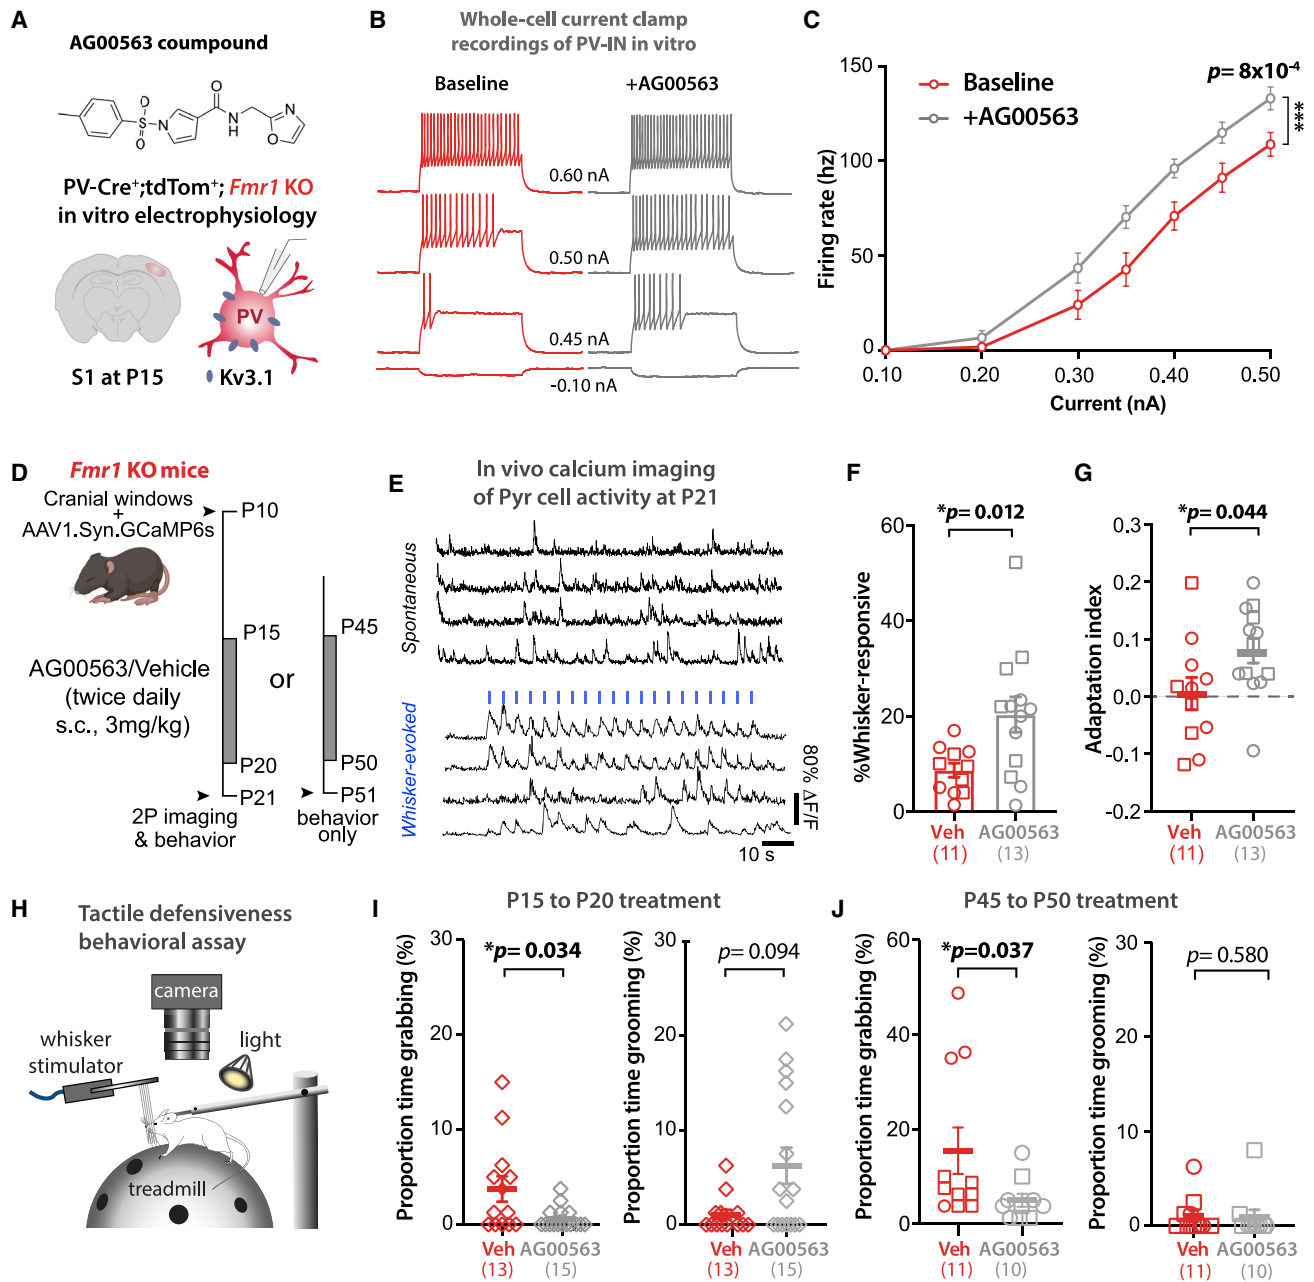 A
AG00563 coumpound
O
S
O
N
O
N
H
N
O
PV-Cre+;tdTom+; Fmr1 KO
in vitro electrophysiology
PV
S1 at P15
Kv3.1
B
Whole-cell current clamp
recordings of PV-IN in vitro
Baseline
+AG00563
0.60 nA
0.50 nA
0.45 nA
-0.10 nA
C
Baseline
+AG00563
p= 8x10-4
***
Firing rate (hz)
150
100
50
0
0.10
0.20
0.30
0.40
0.50
Current (nA)
D
Fmr1 KO mice
Cranial windows
+
AAV1.Syn.GCaMP6s
P10
P15
P45
AG00563/Vehicle
(twice daily
s.c., 3mg/kg)
or
P20
P21
P50
P51
2P imaging
& behavior
behavior
only
E
In vivo calcium imaging
of Pyr cell activity at P21
Spontaneous
Whisker-evoked
80% ΔF/F
10 s
F
*p= 0.012
%Whisker-responsive
60
40
20
0
Veh
(11)
AG00563
(13)
G
*p= 0.044
Adaptation index
0.3
0.2
0.1
0.0
-0.1
-0.2
Veh
(11)
AG00563
(13)
H
Tactile defensiveness
behavioral assay
camera
whisker
stimulator
light
treadmill
I
P15 to P20 treatment
Proportion time grabbing (%)
30
20
10
0
*p= 0.034
Veh
(13)
AG00563
(15)
Proportion time grooming (%)
30
20
10
0
p= 0.094
Veh
(13)
AG00563
(15)
J
P45 to P50 treatment
Proportion time grabbing (%)
60
40
20
0
*p=0.037
Veh
(11)
AG00563
(10)
Proportion time grooming (%)
30
20
10
0
p= 0.580
Veh
(11)
AG00563
(10)